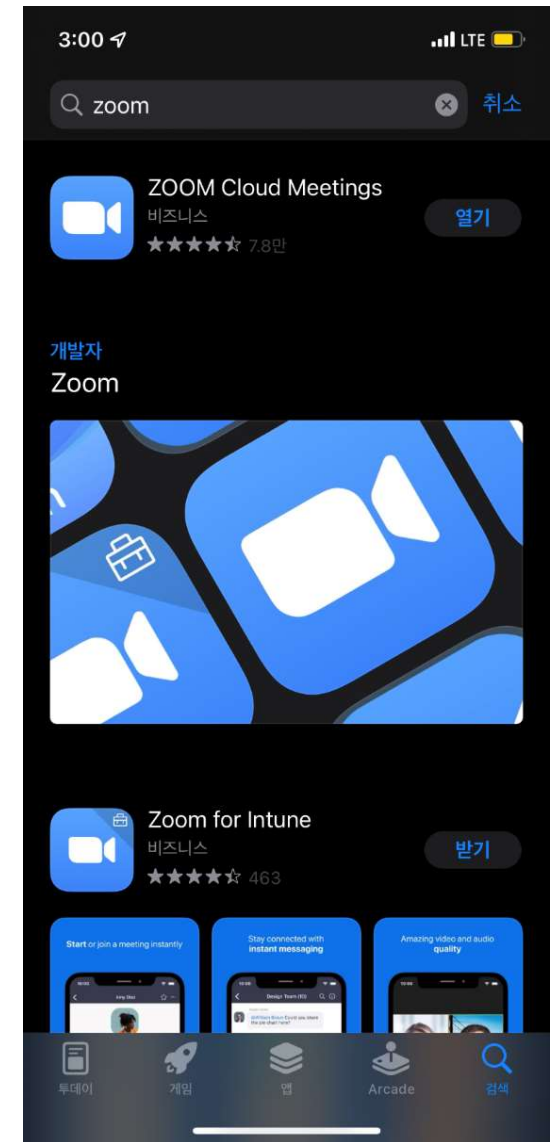 3:00
LTE
zoom
취소
ZOOM Cloud Meetings
비즈니스
열기
7.8만
개발자
Zoom
Zoom for Intune
비즈니스
받기
463
Start or join a meeting instantly
Stay connected with
instant messaging
Amazing video and audio
quality
Design Team (10)
투데이
게임
앱
Arcade
검색